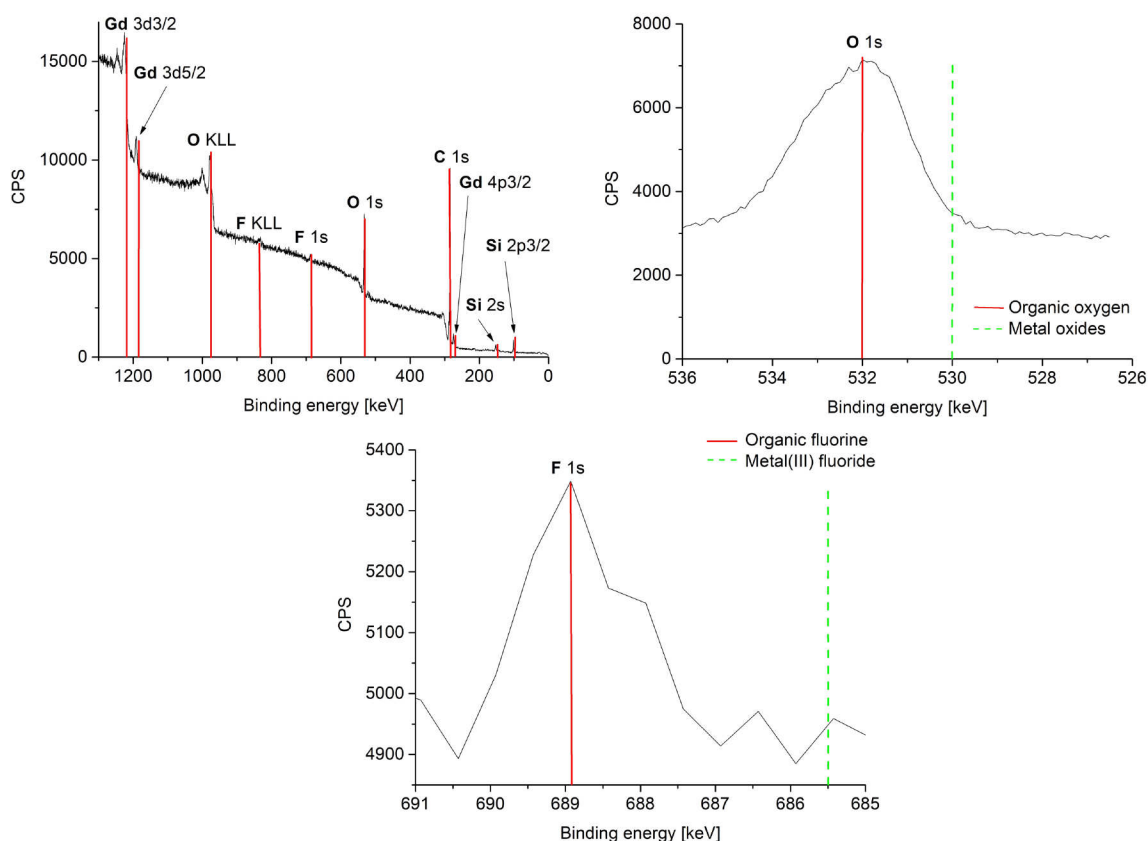 Gd 3d3/2
Gd 3d5/2
O KLL
F KLL
F 1s
O 1s
C 1s
Gd 4p3/2
Si 2p3/2
Si 2s
15000
10000
5000
0
CPS
1200 1000 800 600 400 200 0
Binding energy [keV]
O 1s
8000
6000
4000
2000
0
CPS
Organic oxygen
Metal oxides
536 534 532 530 528 526
Binding energy [keV]
Organic fluorine
Metal(III) fluoride
F 1s
5400
5300
5200
5100
5000
4900
CPS
691 690 689 688 687 686 685
Binding energy [keV]